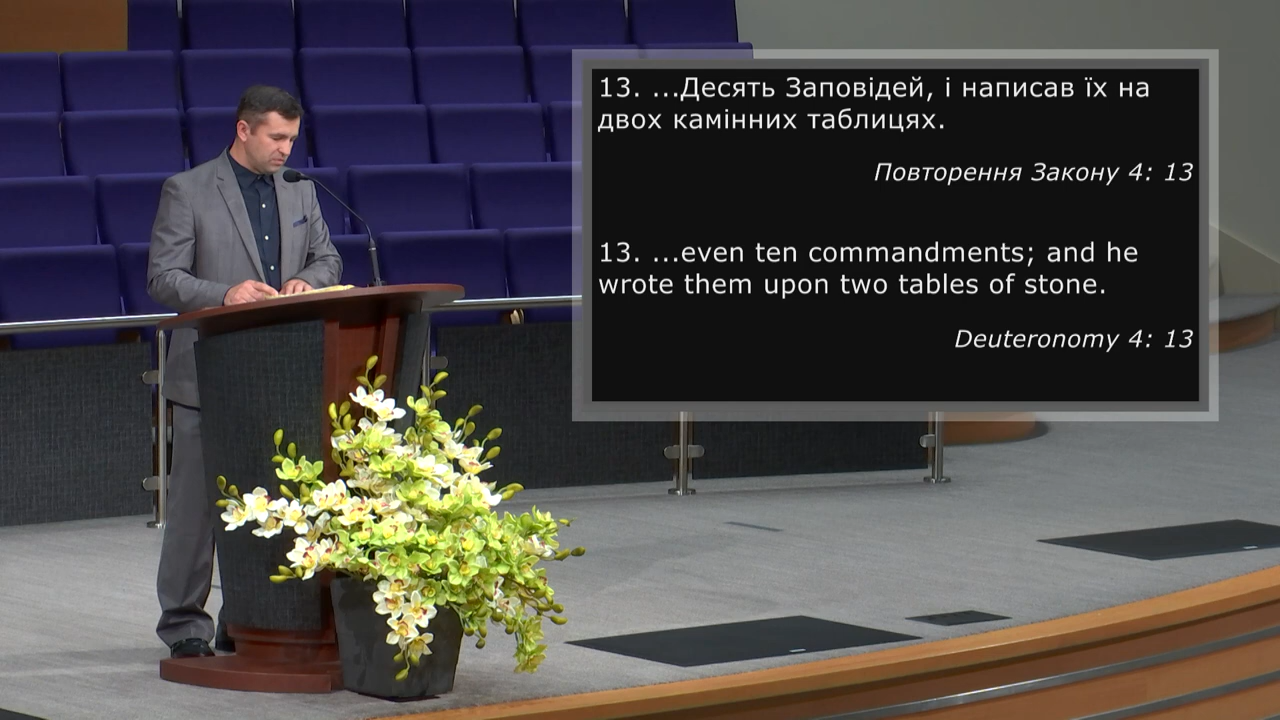 13. ...Десять Заповідей, і написав їх на
двох камінних таблицях.
Повторення Закону 4: 13
13. ...even ten commandments; and he
wrote them upon two tables of stone.
Deuteronomy 4: 13